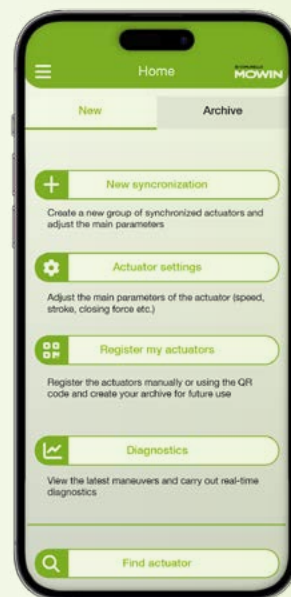 Home
MOWIN
New
Archive
New syncronization
Create a new group of synchronized actuators and
adjust the main parameters
Actuator settings
Adjust the main parameters of the actuator (speed,
stroke, closing force etc.)
Register my actuators
Register the actuators manually or using the QR
code and create your archive for future use
Diagnostics
View the latest maneuvers and carry out real-time
diagnostics
Find actuator